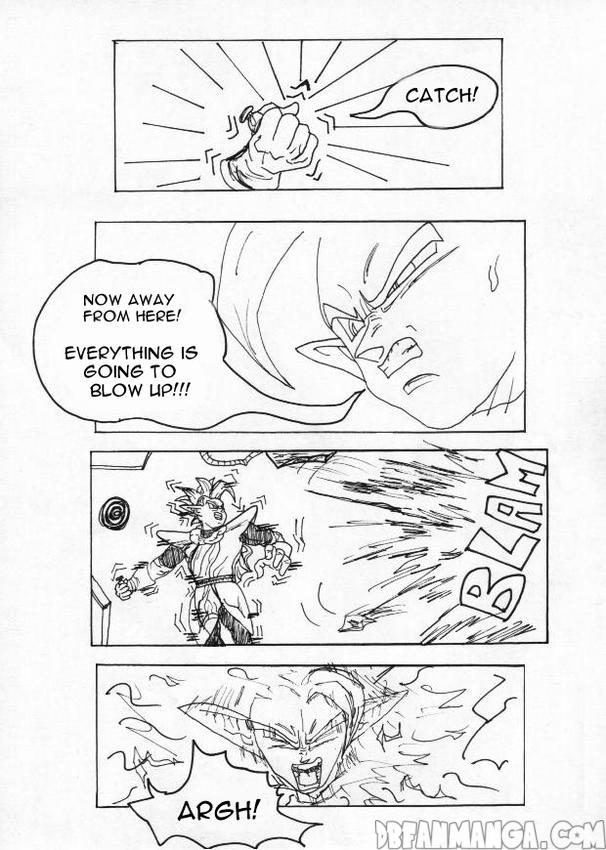 CATCH!
NOW AWAY
FROM HERE!
EVERYTHING IS
GOING TO
BLOW UP!!!
BLAM
ARGH!
DBFANMANGA.COM